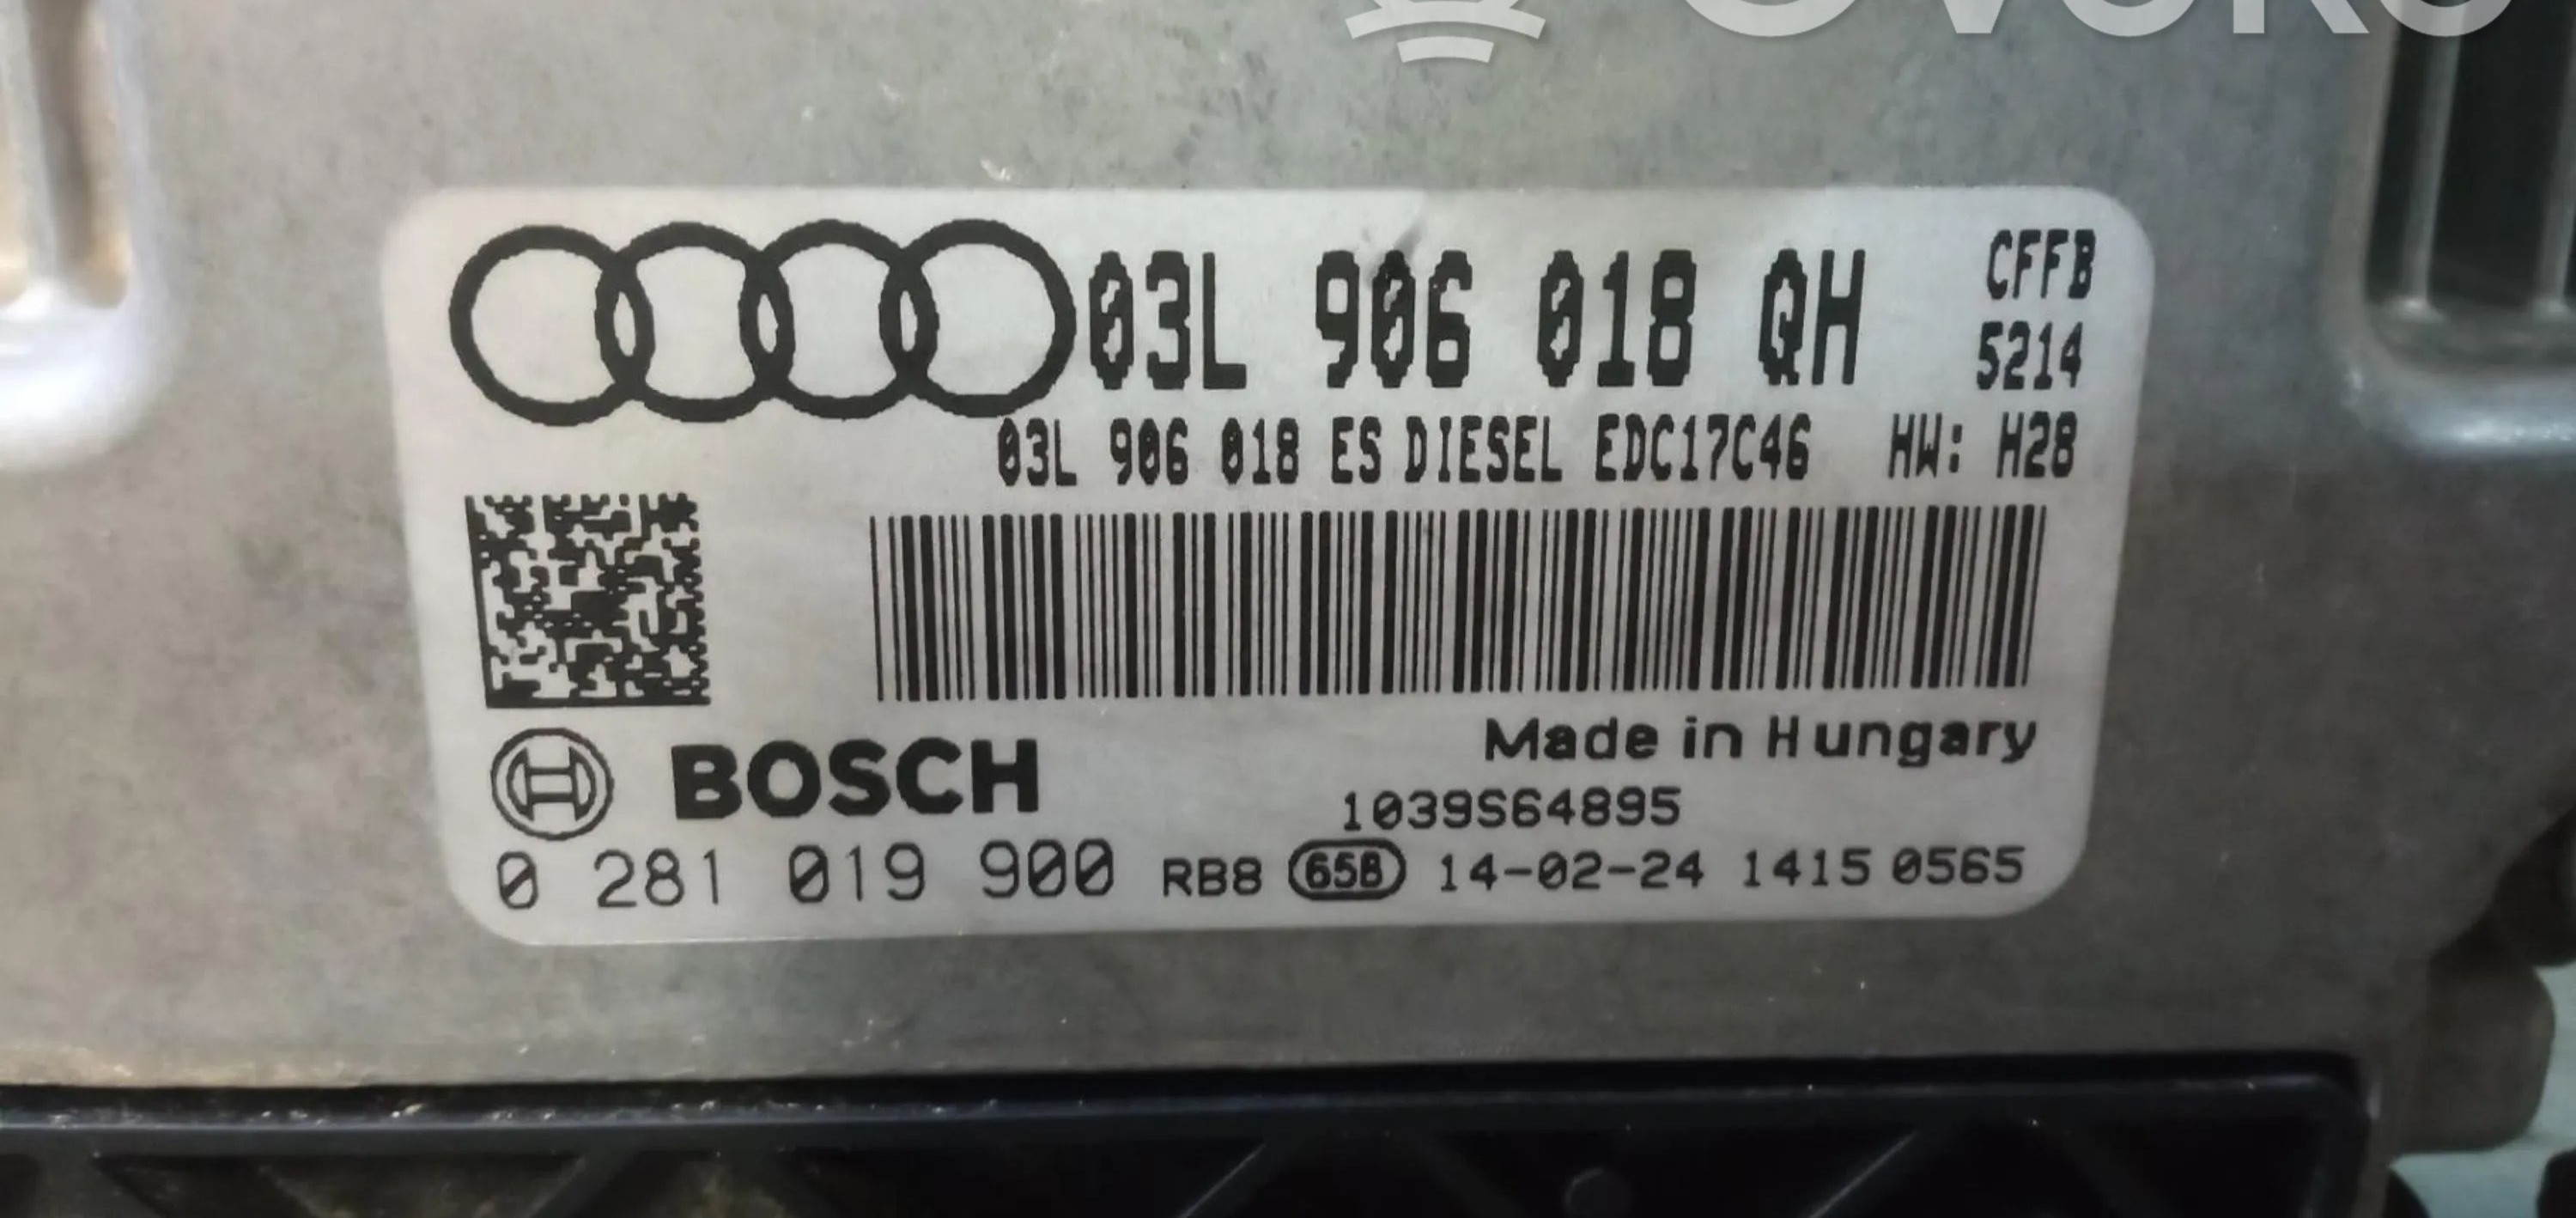 03L 906 018 QH
CFFB
5214
03L 906 018 ES DIESEL EDC17C46 HW: H28
Made in Hungary
BOSCH
1039S64895
0 281 019 900 RB8 65B 14-02-24 1415 0565